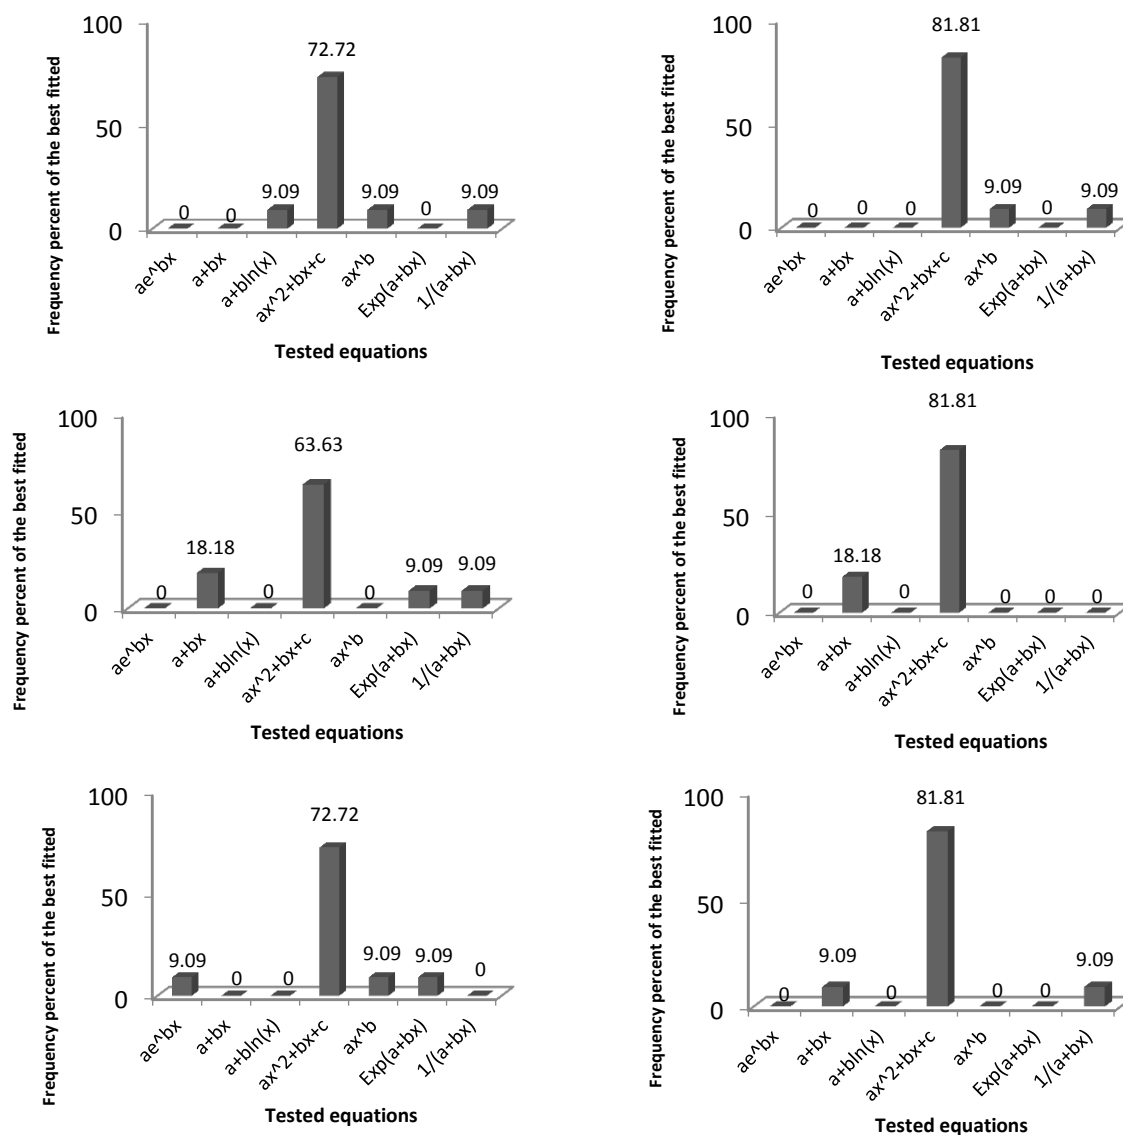 Frequency percent of the best fitted
100
50
0
0
0
9.09
72.72
9.09
0
9.09
ae^bx
a+bx
a+bln(x)
ax^2+bx+c
ax^b
Exp(a+bx)
1/(a+bx)
Tested equations
Frequency percent of the best fitted
100
50
0
0
0
0
81.81
9.09
0
9.09
ae^bx
a+bx
a+bln(x)
ax^2+bx+c
ax^b
Exp(a+bx)
1/(a+bx)
Tested equations
Frequency percent of the best fitted
100
50
0
0
18.18
0
63.63
0
9.09
9.09
ae^bx
a+bx
a+bln(x)
ax^2+bx+c
ax^b
Exp(a+bx)
1/(a+bx)
Tested equations
Frequency percent of the best fitted
100
50
0
0
18.18
0
81.81
0
0
0
ae^bx
a+bx
a+bln(x)
ax^2+bx+c
ax^b
Exp(a+bx)
1/(a+bx)
Tested equations
Frequency percent of the best fitted
100
50
0
9.09
0
0
72.72
9.09
9.09
0
ae^bx
a+bx
a+bln(x)
ax^2+bx+c
ax^b
Exp(a+bx)
1/(a+bx)
Tested equations
Frequency percent of the best fitted
100
50
0
0
9.09
0
81.81
0
0
9.09
ae^bx
a+bx
a+bln(x)
ax^2+bx+c
ax^b
Exp(a+bx)
1/(a+bx)
Tested equations